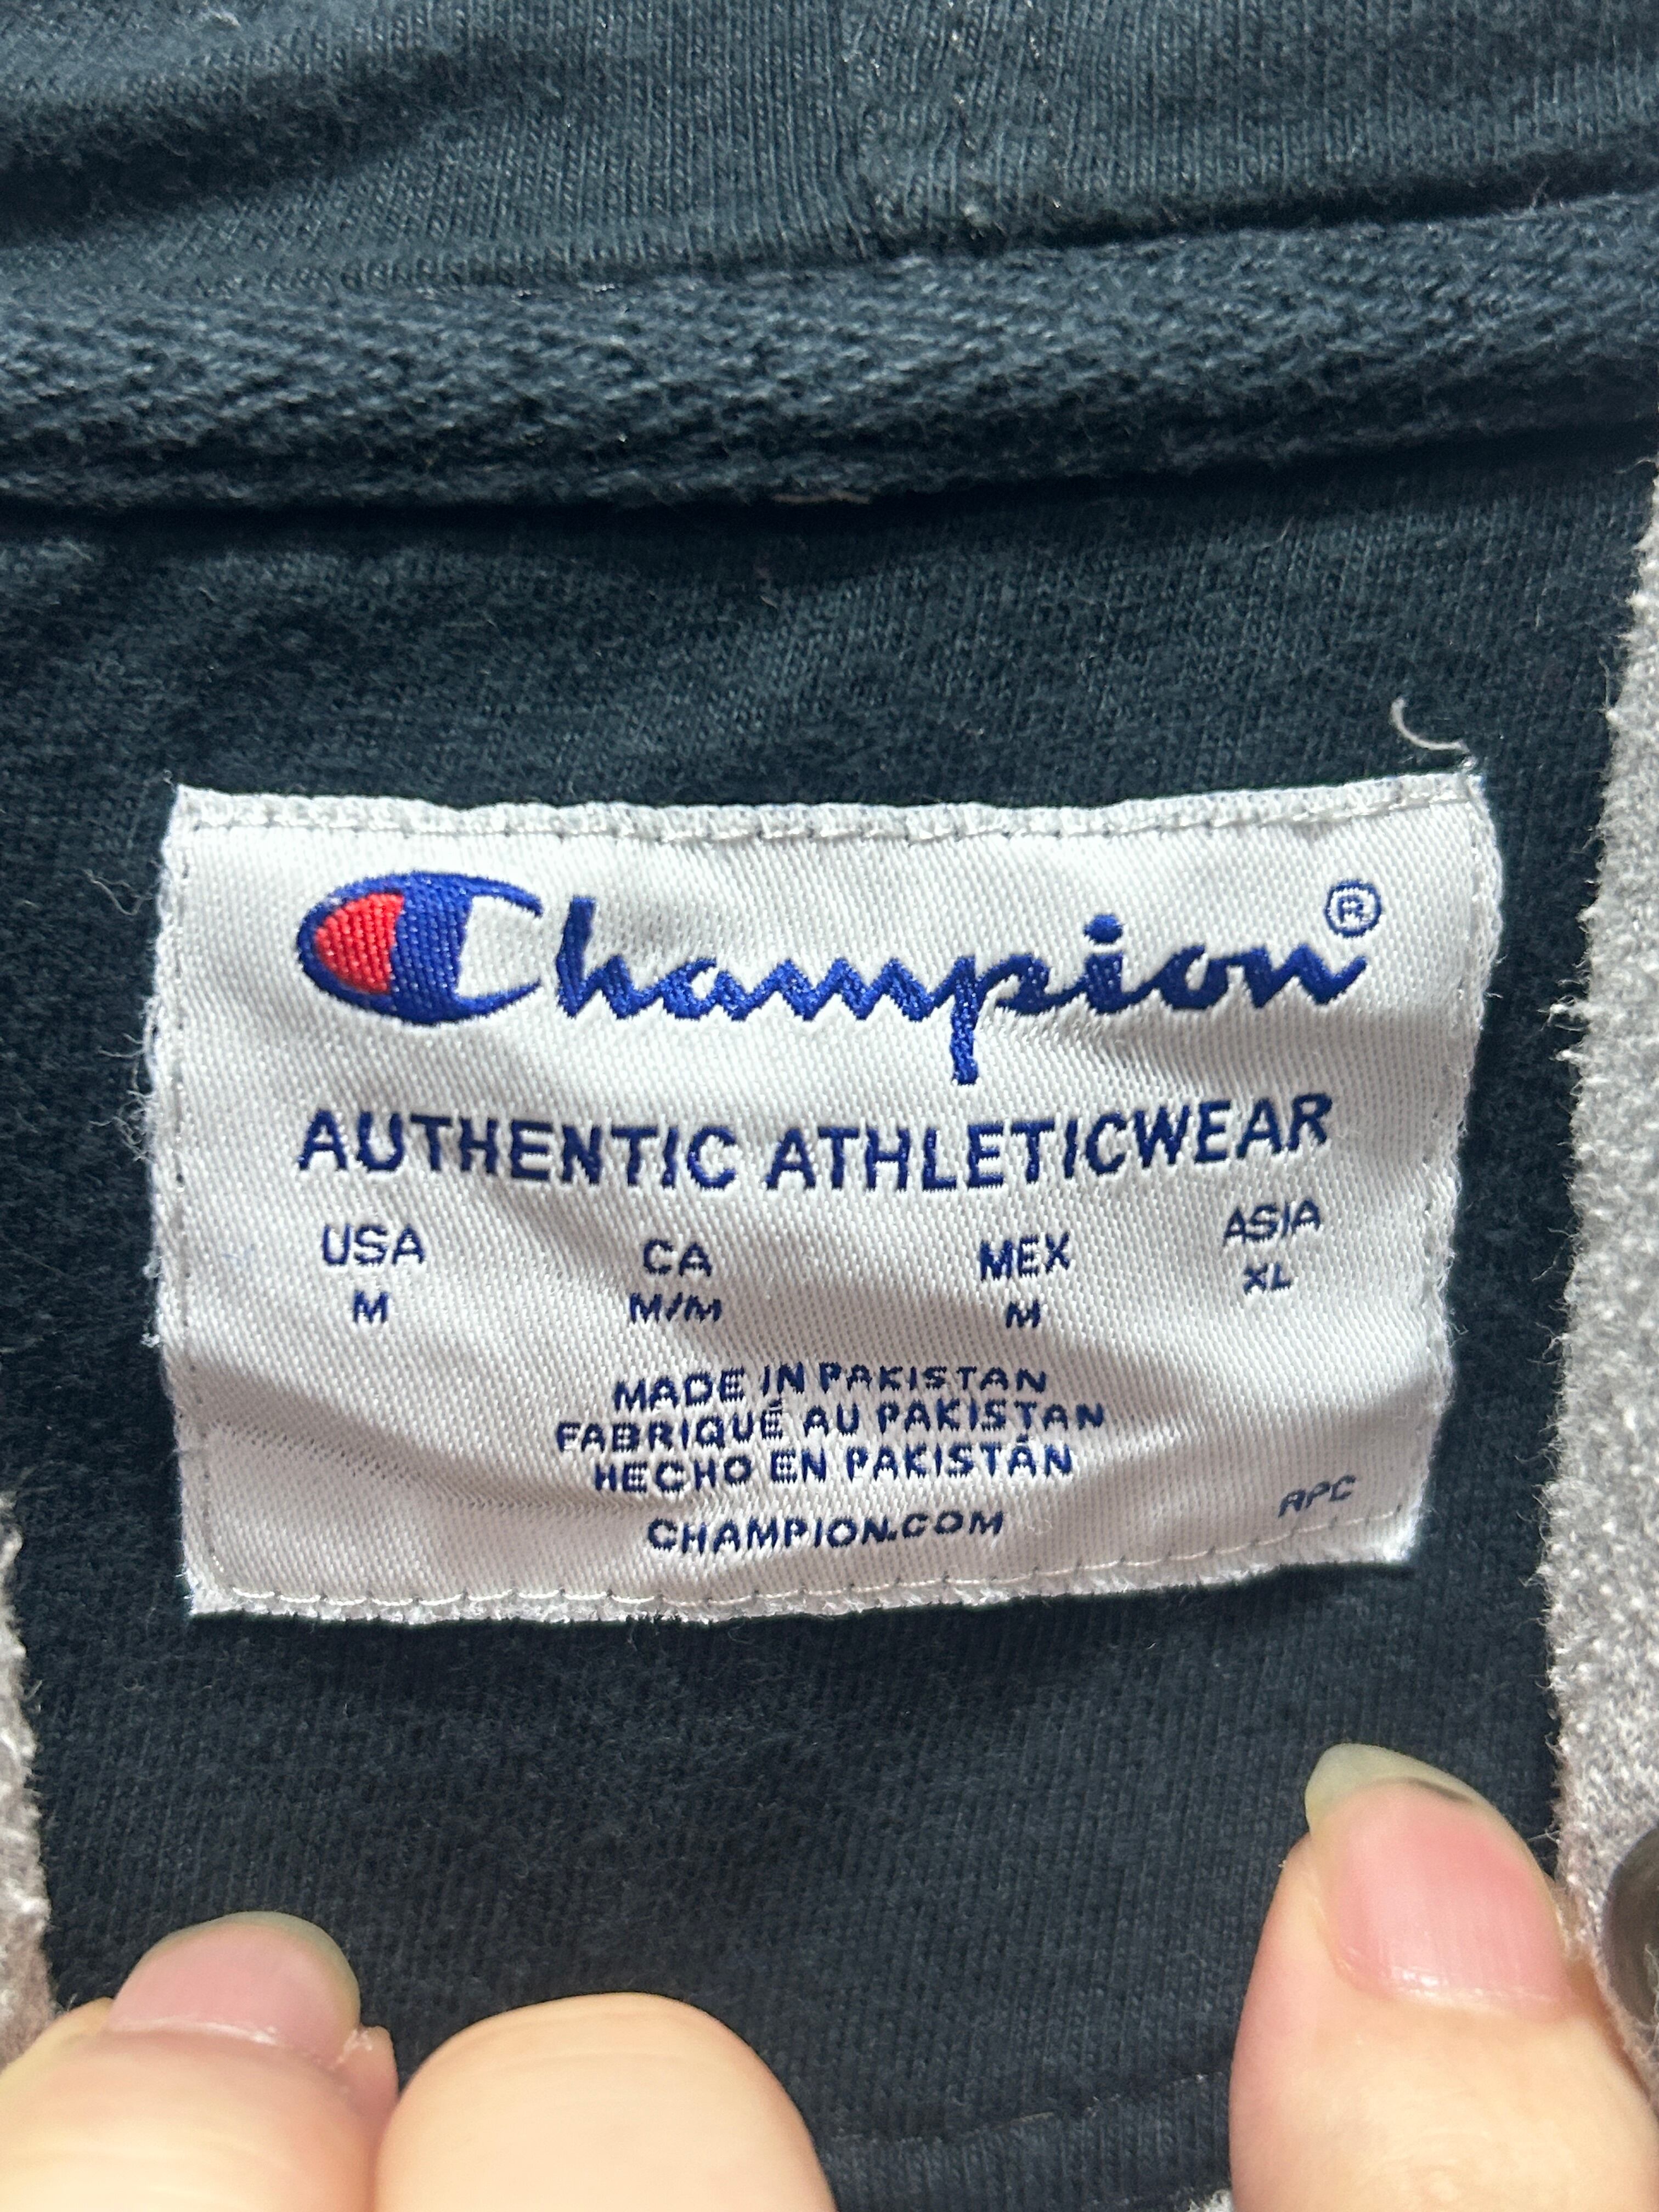 Champion®
AUTHENTIC ATHLETICWEAR
USA CA MEX ASIA
M M/M M XL
MADE IN PAKISTAN
FABRIQUÉ AU PAKISTAN
HECHO EN PAKISTÁN
CHAMPION.COM
RPC